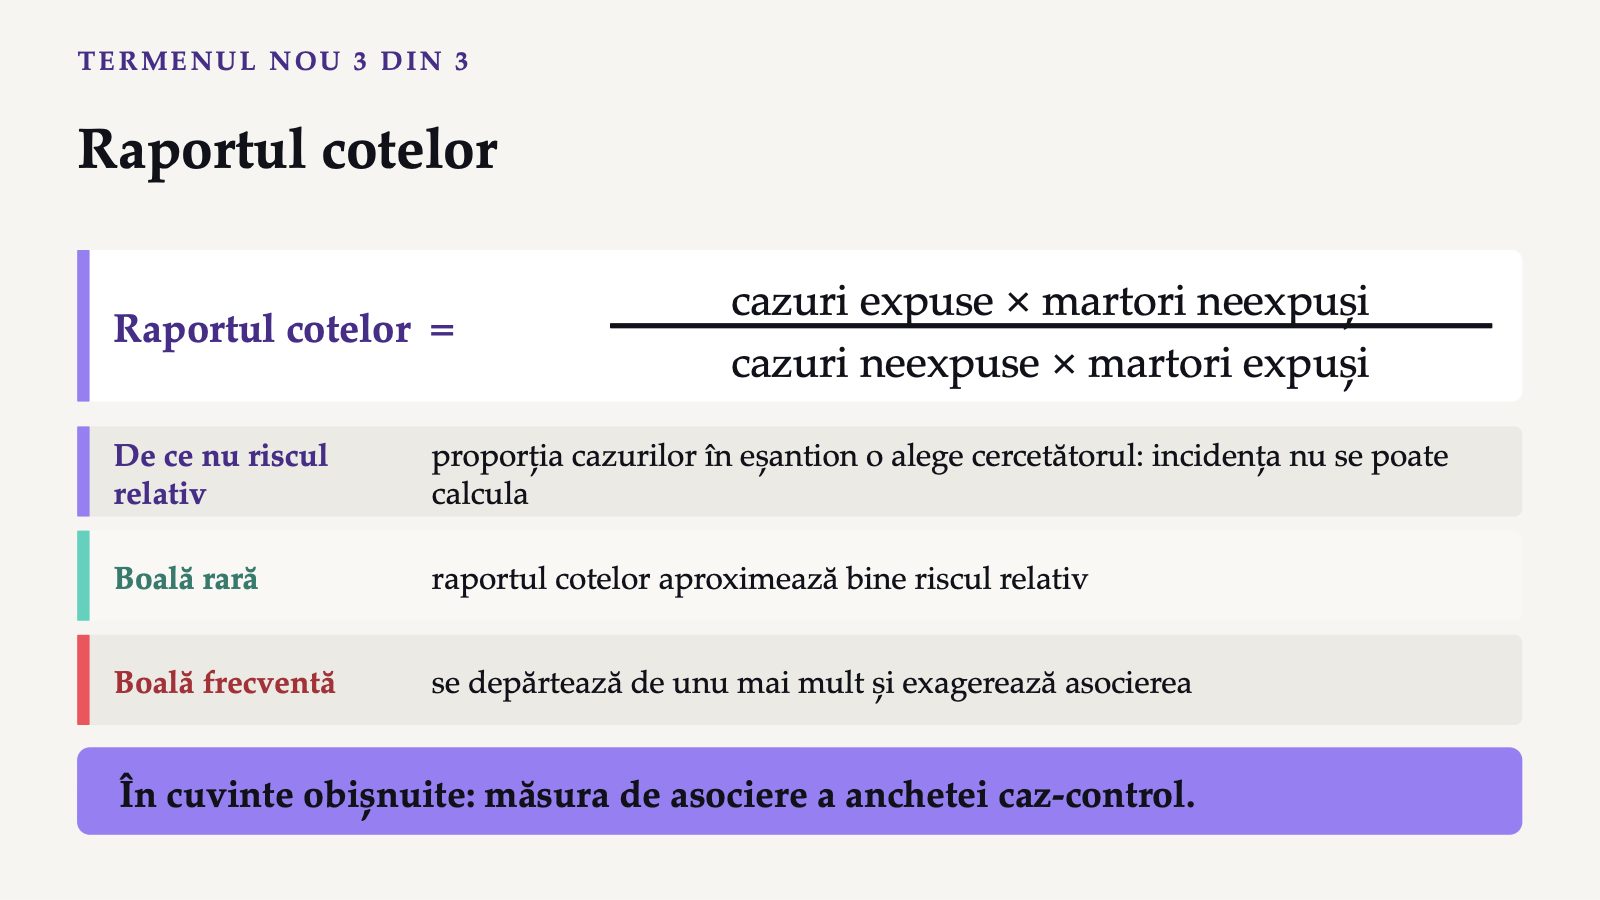 TERMENUL NOU 3 DIN 3
Raportul cotelor
Raportul cotelor =
cazuri expuse × martori neexpuși
cazuri neexpuse × martori expuși
De ce nu riscul
relativ
proporția cazurilor în eșantion o alege cercetătorul: incidența nu se poate
calcula
Boală rară
raportul cotelor aproximează bine riscul relativ
Boală frecventă
se depărtează de unu mai mult și exagerează asocierea
În cuvinte obișnuite: măsura de asociere a anchetei caz-control.